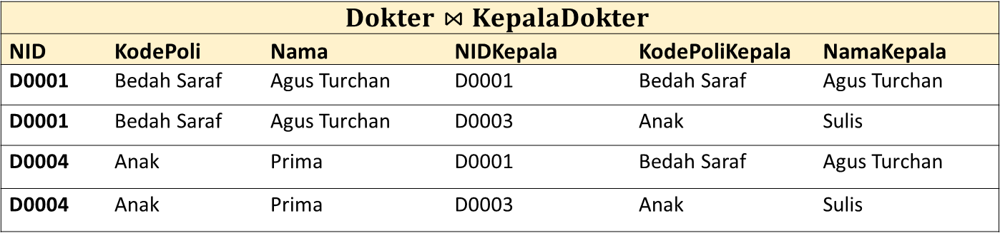 Dokter ⋈ KepalaDokter
NID KodePoli Nama NIDKepala KodePoliKepala NamaKepala
D0001 Bedah Saraf Agus Turchan D0001 Bedah Saraf Agus Turchan
D0001 Bedah Saraf Agus Turchan D0003 Anak Sulis
D0004 Anak Prima D0001 Bedah Saraf Agus Turchan
D0004 Anak Prima D0003 Anak Sulis